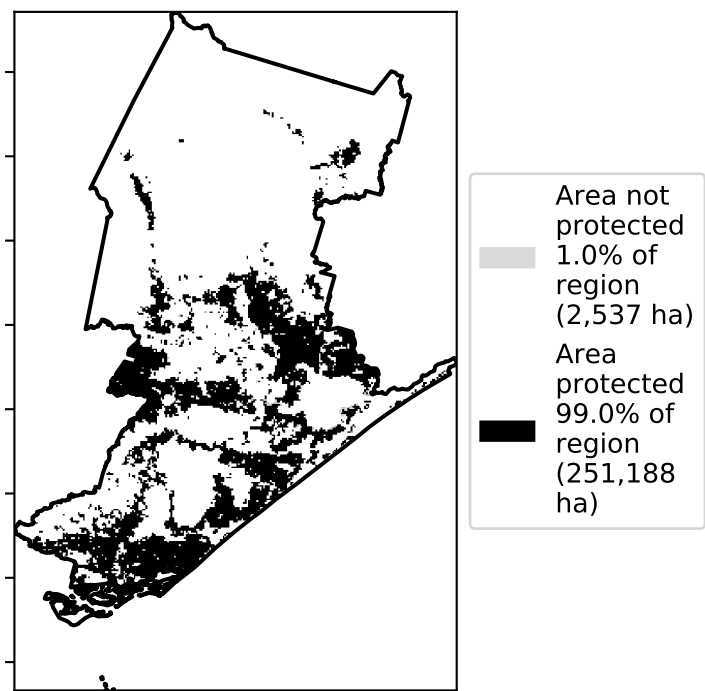 Area not
protected
1.0% of
region
(2,537 ha)
Area
protected
99.0% of
region
(251,188
ha)